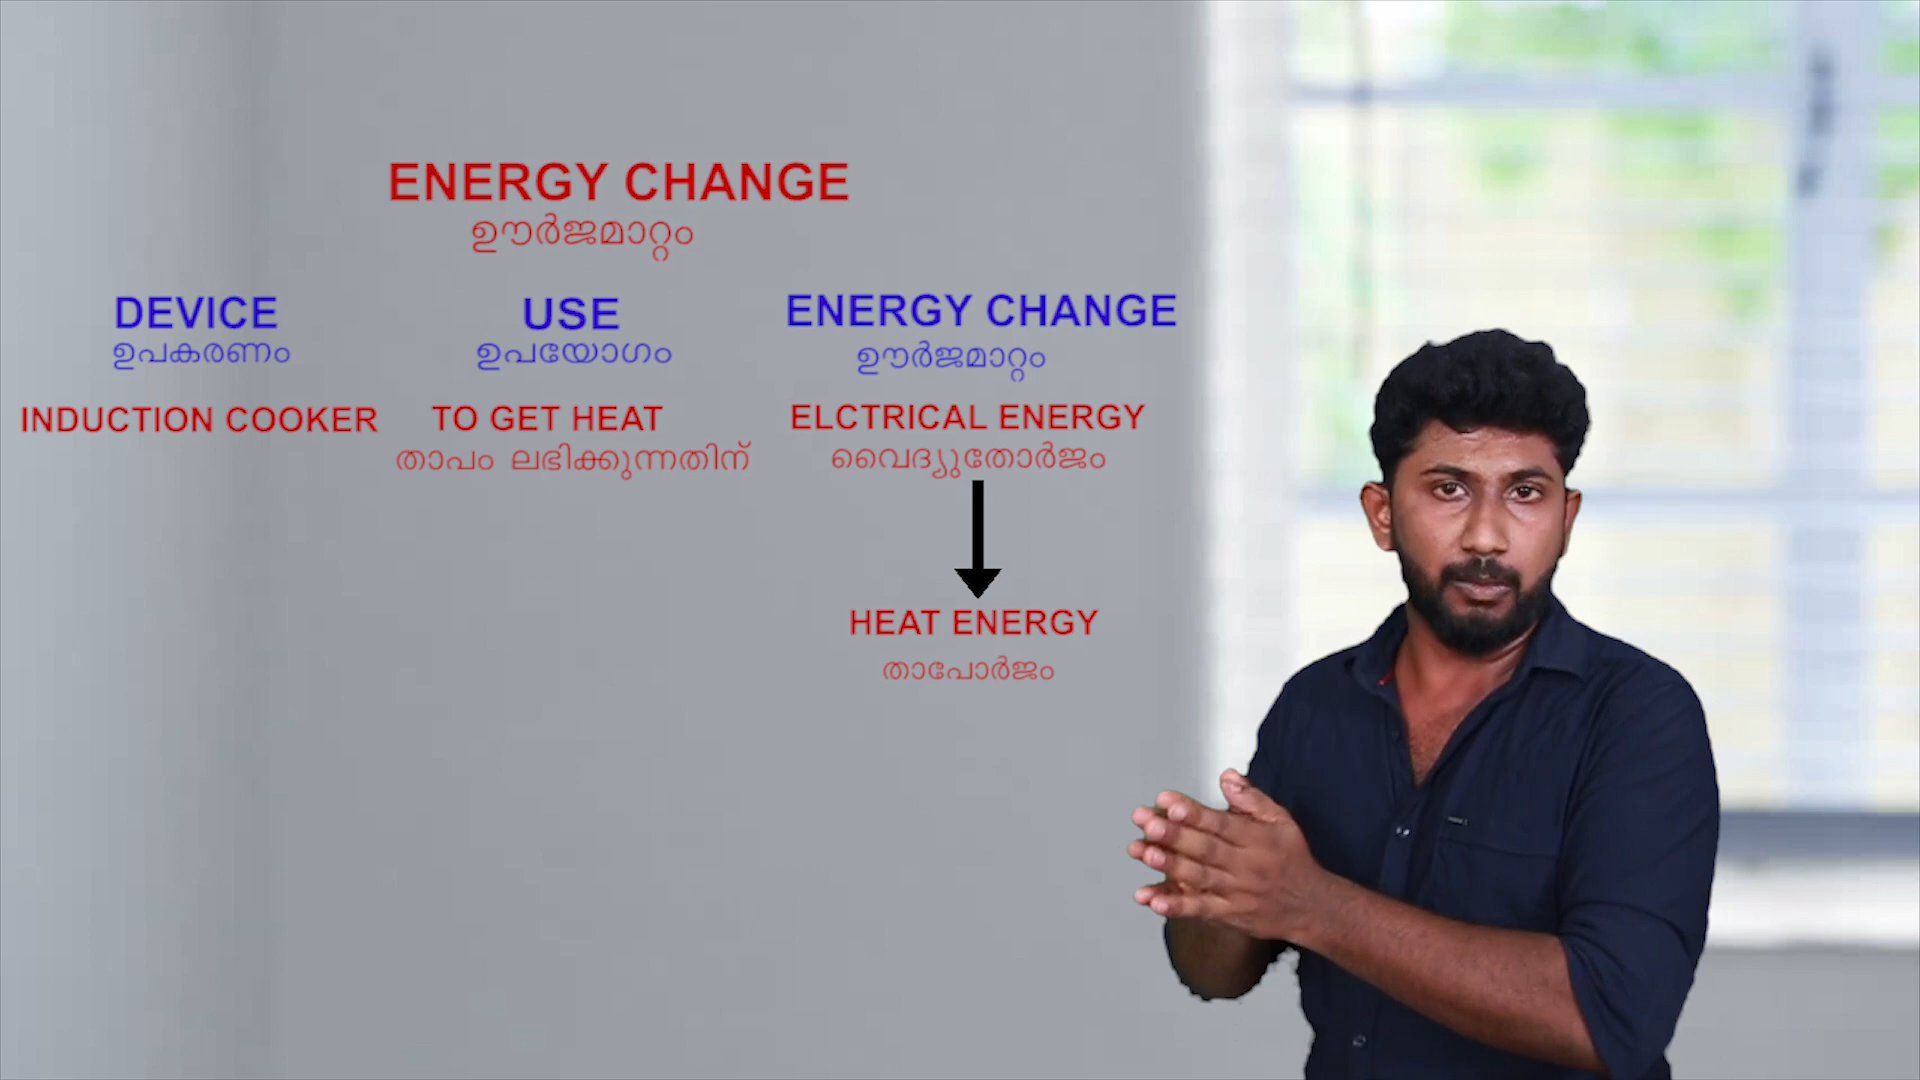 ENERGY CHANGE
ഊർജമാറ്റം
DEVICE USE ENERGY CHANGE
ഉപകരണം ഉപയോഗം ഊർജമാറ്റം
INDUCTION COOKER TO GET HEAT ELCTRICAL ENERGY
താപം ലഭിക്കുന്നതിന് വൈദ്യുതോർജം
HEAT ENERGY
താപോർജം